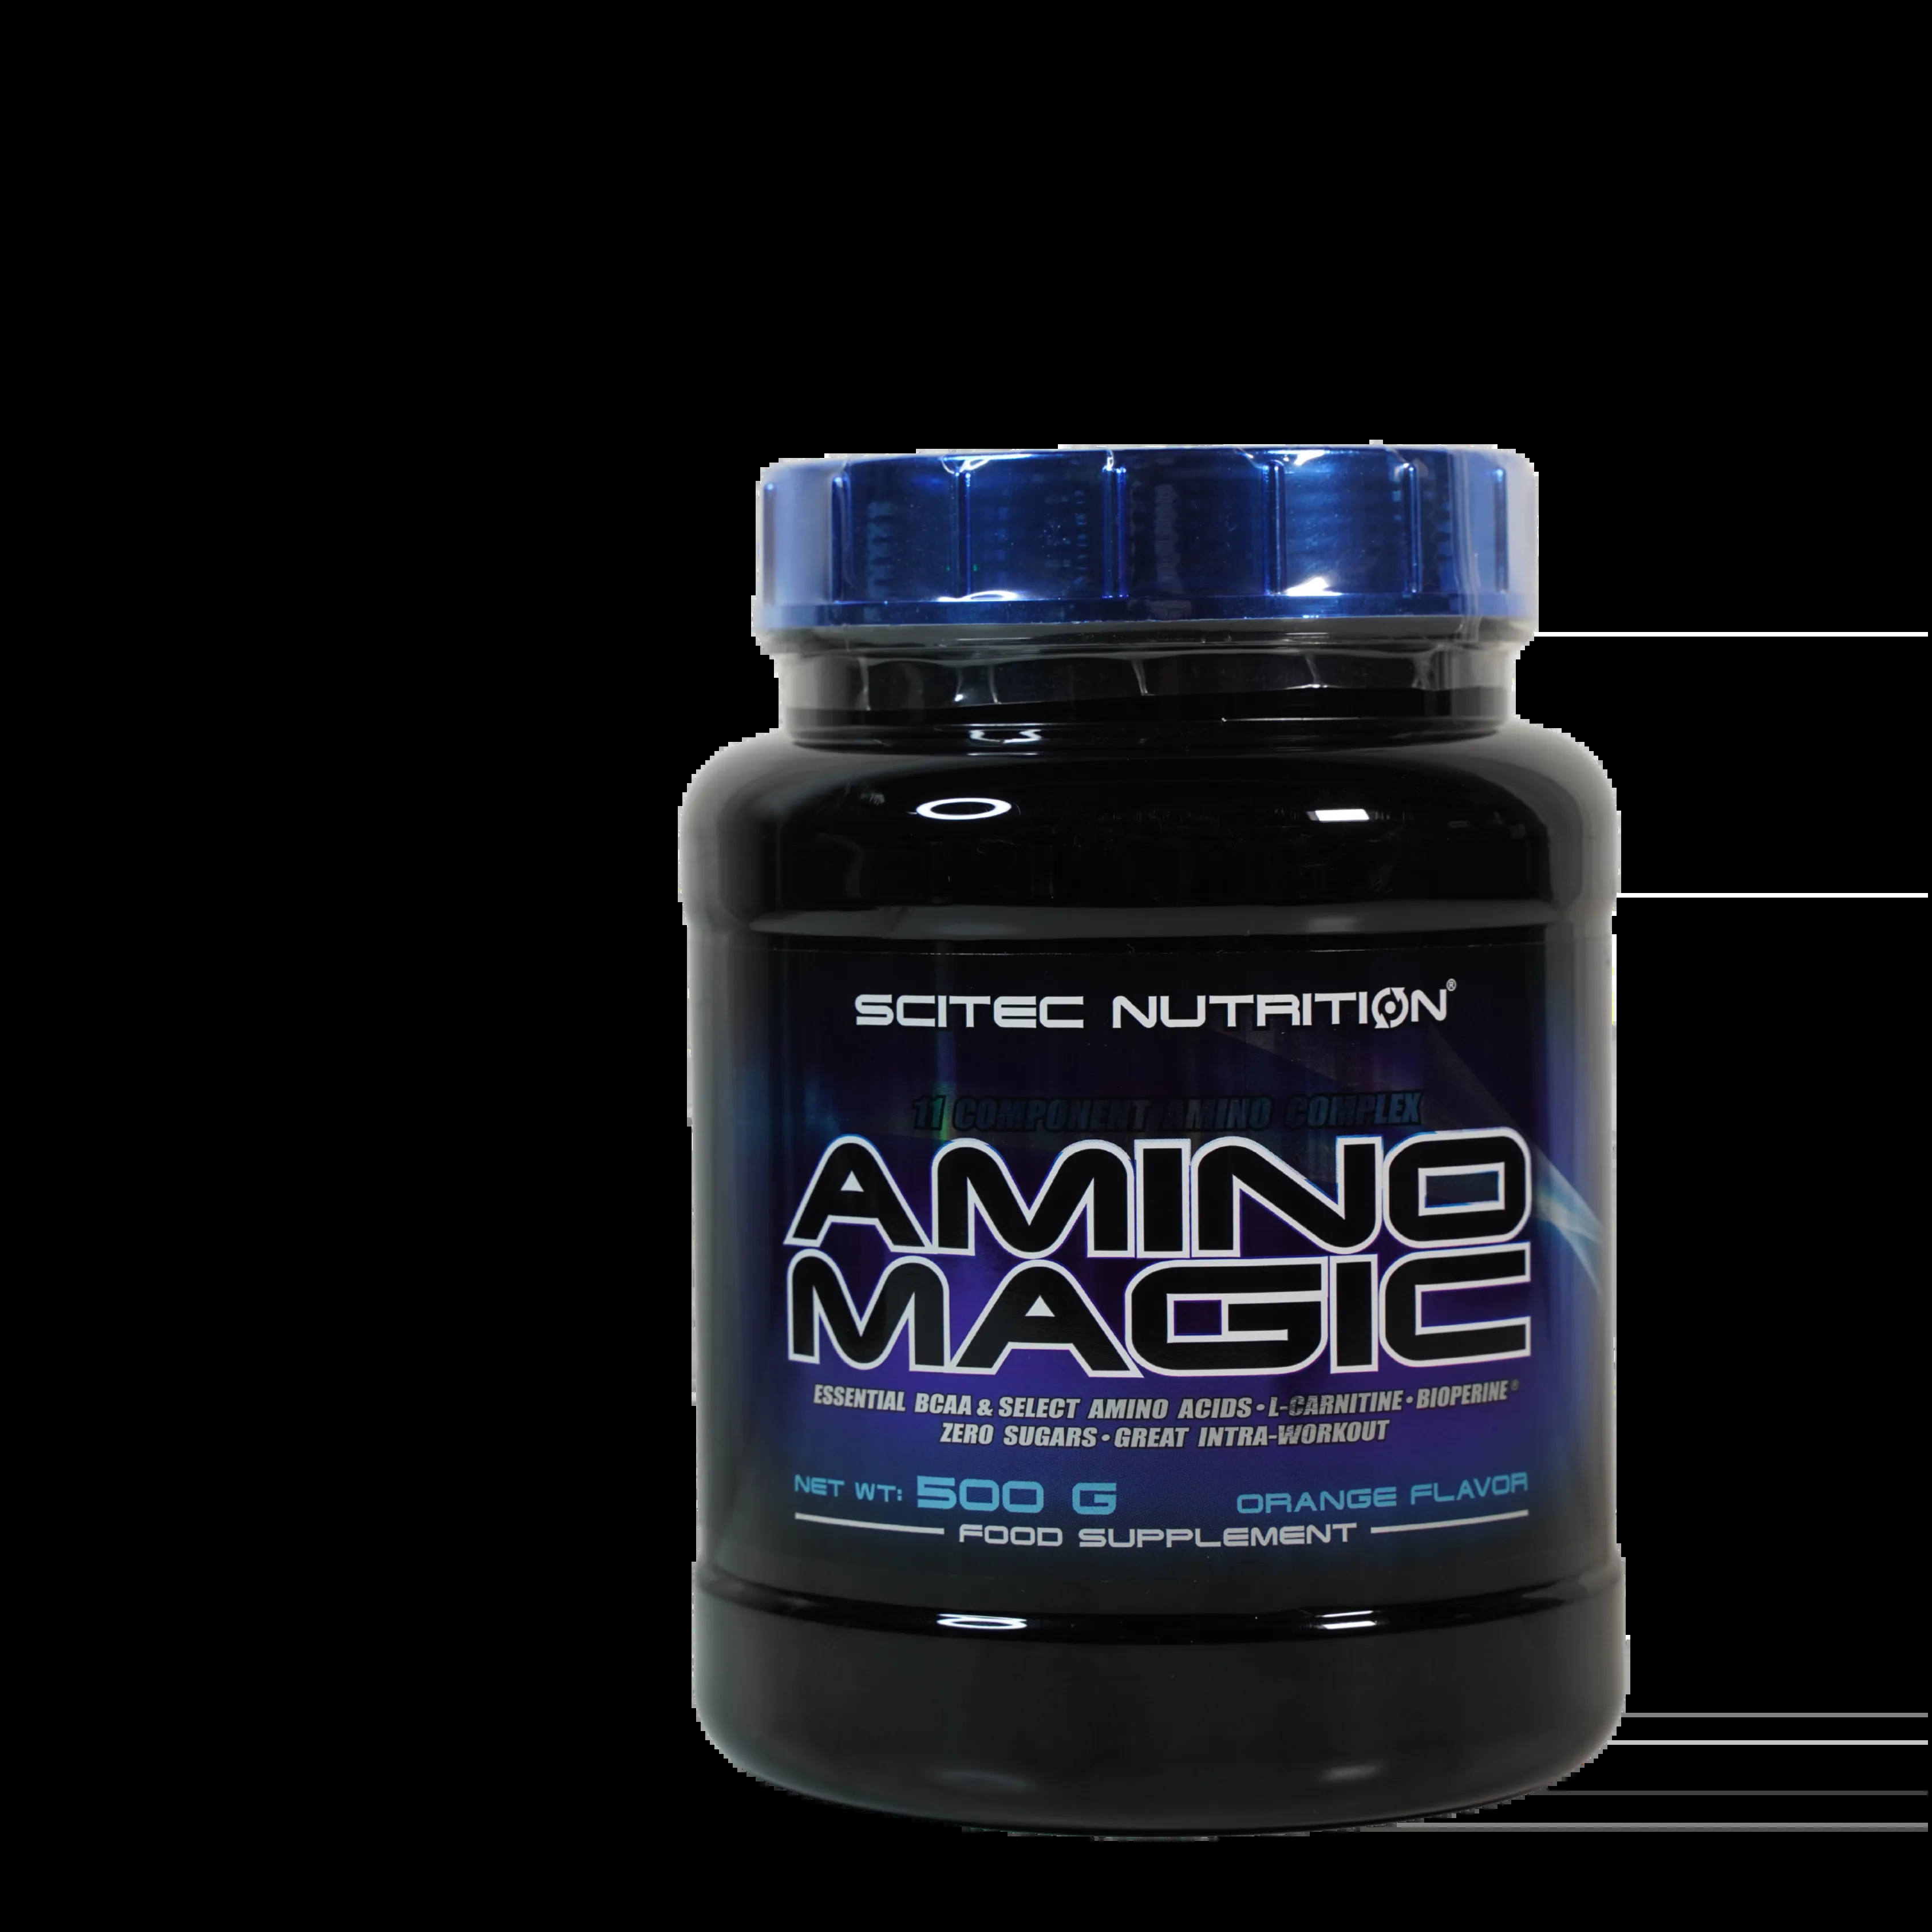 SCITEC NUTRITION®
11 COMPONENT AMINO COMPLEX
AMINO
MAGIC
ESSENTIAL BCAA & SELECT AMINO ACIDS • L-CARNITINE • BIOPERINE®
ZERO SUGARS • GREAT INTRA-WORKOUT
NET WT: 500 G ORANGE FLAVOR
FOOD SUPPLEMENT